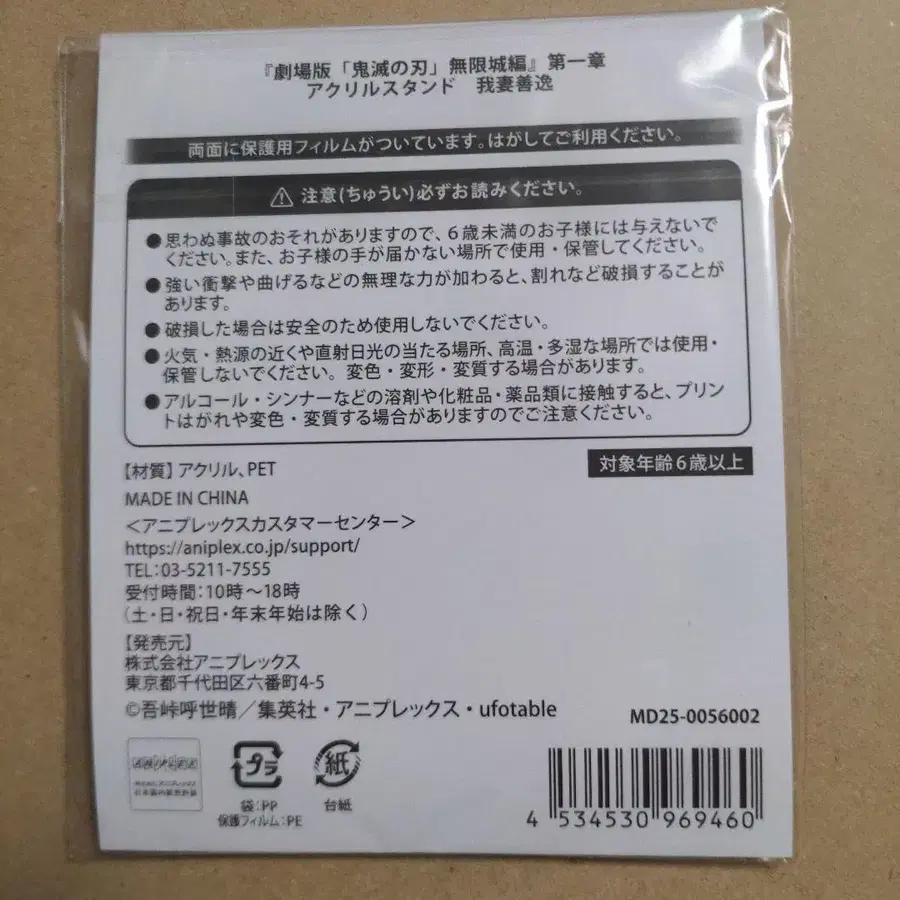 『劇場版「鬼滅の刃」無限城編』第一章
アクリルスタンド 我妻善逸
両面に保護用フィルムがついています。はがしてご利用ください。
⚠ 注意(ちゅうい)必ずお読みください。
●思わぬ事故のおそれがありますので、６歳未満のお子様には与えないで
ください。また、お子様の手が届かない場所で使用・保管してください。
●強い衝撃や曲げるなどの無理な力が加わると、割れなど破損することが
あります。
●破損した場合は安全のため使用しないでください。
●火気・熱源の近くや直射日光の当たる場所、高温・多湿な場所では使用・
保管しないでください。変色・変形・変質する場合があります。
●アルコール・シンナーなどの溶剤や化粧品・薬品類に接触すると、プリン
トはがれや変色・変質する場合がありますのでご注意ください。
【材質】アクリル、PET
対象年齢６歳以上
MADE IN CHINA
＜アニプレックスカスタマーセンター＞
https://aniplex.co.jp/support/
TEL:03-5211-7555
受付時間:10時～18時
(土・日・祝日・年末年始は除く)
【発売元】
株式会社アニプレックス
東京都千代田区六番町4-5
©吾峠呼世晴／集英社・アニプレックス・ufotable
MD25-0056002
ANIPLEX
株式会社アニプレックス
プラ
袋:PP
保護フィルム:PE
紙
台紙
4 534530 969460